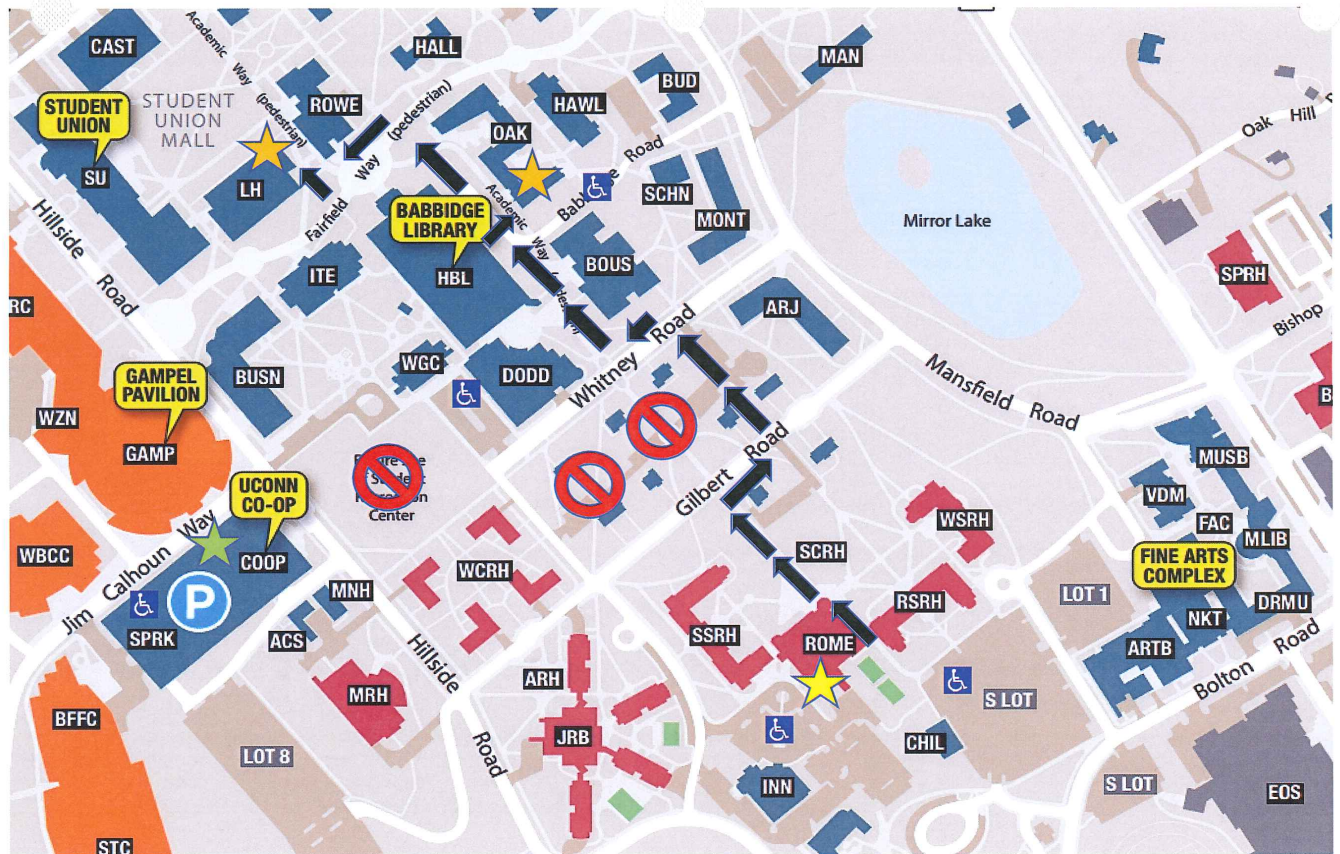 CAST
HALL
MAN
BUD
Academic Way (pedestrian)
ROWE
HAWL
STUDENT
UNION
STUDENT
UNION
MALL
Way (pedestrian)
Fairfield
OAK
Road
Oak Hill
SU
LH
SCHN
MONT
Mirror Lake
BABBIDGE
LIBRARY
Academic Way
Hillside Road
ITE
HBL
BOUS
SPRH
RC
ARJ
Bishop
WGC
Whitney Road
BUSN
DODD
GAMPEL
PAVILION
Mansfield Road
WZN
GAMP
MUSB
UCONN
CO-OP
Center
Gilbert Road
VDM
WSRH
FAC
MLIB
WBCC
Jim Calhoun Way
COOP
SCRH
FINE ARTS
COMPLEX
WCRH
MNH
LOT 1
RSRH
DRMU
P
NKT
SPRK
ACS
SSRH
ROME
ARTB
Hillside Road
ARH
MRH
Bolton Road
S LOT
BFFC
JRB
CHIL
LOT 8
INN
S LOT
EOS
STC